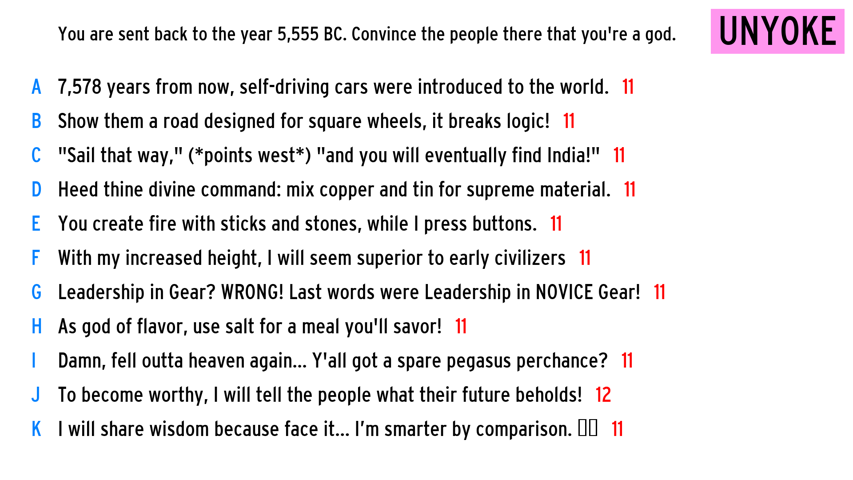 You are sent back to the year 5,555 BC. Convince the people there that you're a god.
UNYOKE
A 7,578 years from now, self-driving cars were introduced to the world. 11
B Show them a road designed for square wheels, it breaks logic! 11
C "Sail that way," (*points west*) "and you will eventually find India!" 11
D Heed thine divine command: mix copper and tin for supreme material. 11
E You create fire with sticks and stones, while I press buttons. 11
F With my increased height, I will seem superior to early civilizers 11
G Leadership in Gear? WRONG! Last words were Leadership in NOVICE Gear! 11
H As god of flavor, use salt for a meal you'll savor! 11
I Damn, fell outta heaven again... Y'all got a spare pegasus perchance? 11
J To become worthy, I will tell the people what their future beholds! 12
K I will share wisdom because face it... I’m smarter by comparison. 11